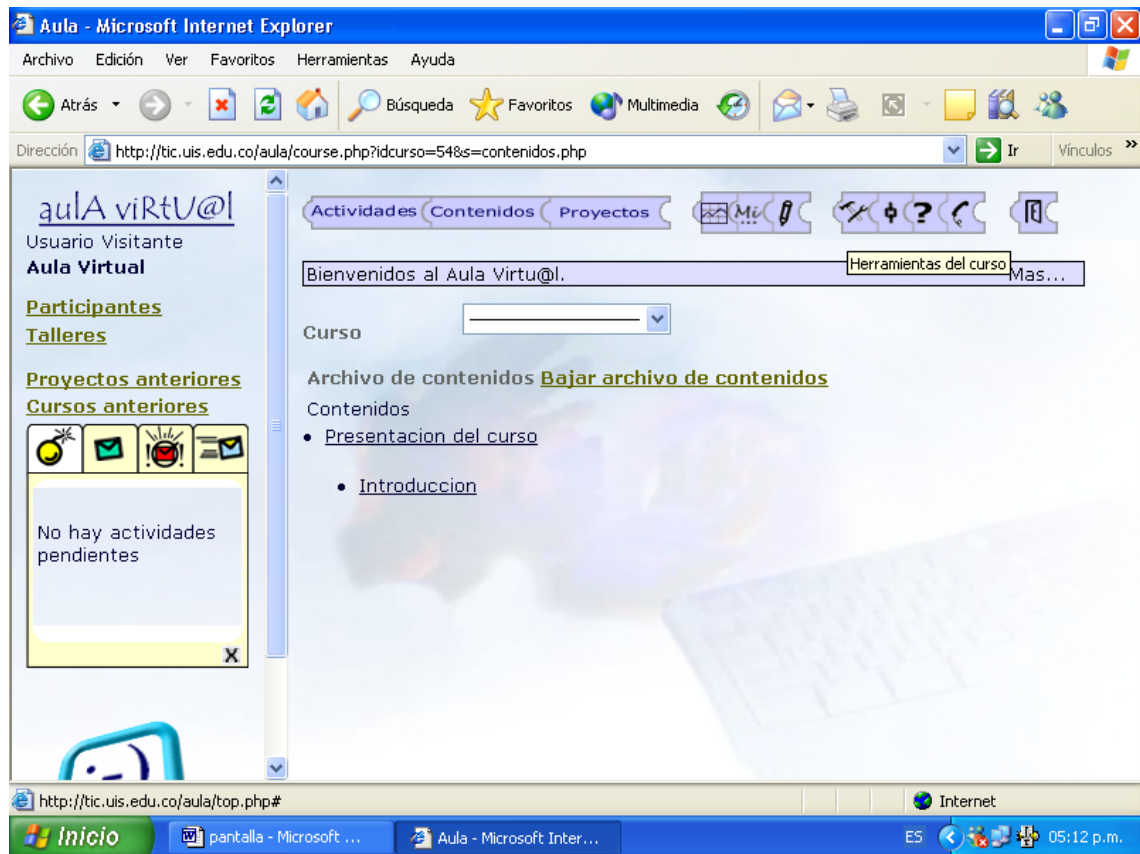 Aula - Microsoft Internet Explorer
Archivo Edición Ver Favoritos Herramientas Ayuda
Atrás Búsqueda Favoritos Multimedia
Dirección http://tic.uis.edu.co/aula/course.php?idcurso=54&s=contenidos.php Ir Vínculos »
aulA viRtU@l
Usuario Visitante
Aula Virtual
Participantes
Talleres
Proyectos anteriores
Cursos anteriores
No hay actividades
pendientes
X
Actividades Contenidos Proyectos Mi ?
Herramientas del curso
Bienvenidos al Aula Virtu@l. Mas...
Curso
Archivo de contenidos Bajar archivo de contenidos
Contenidos
• Presentacion del curso
• Introduccion
http://tic.uis.edu.co/aula/top.php# Internet
Inicio pantalla - Microsoft ... Aula - Microsoft Inter... ES 05:12 p.m.